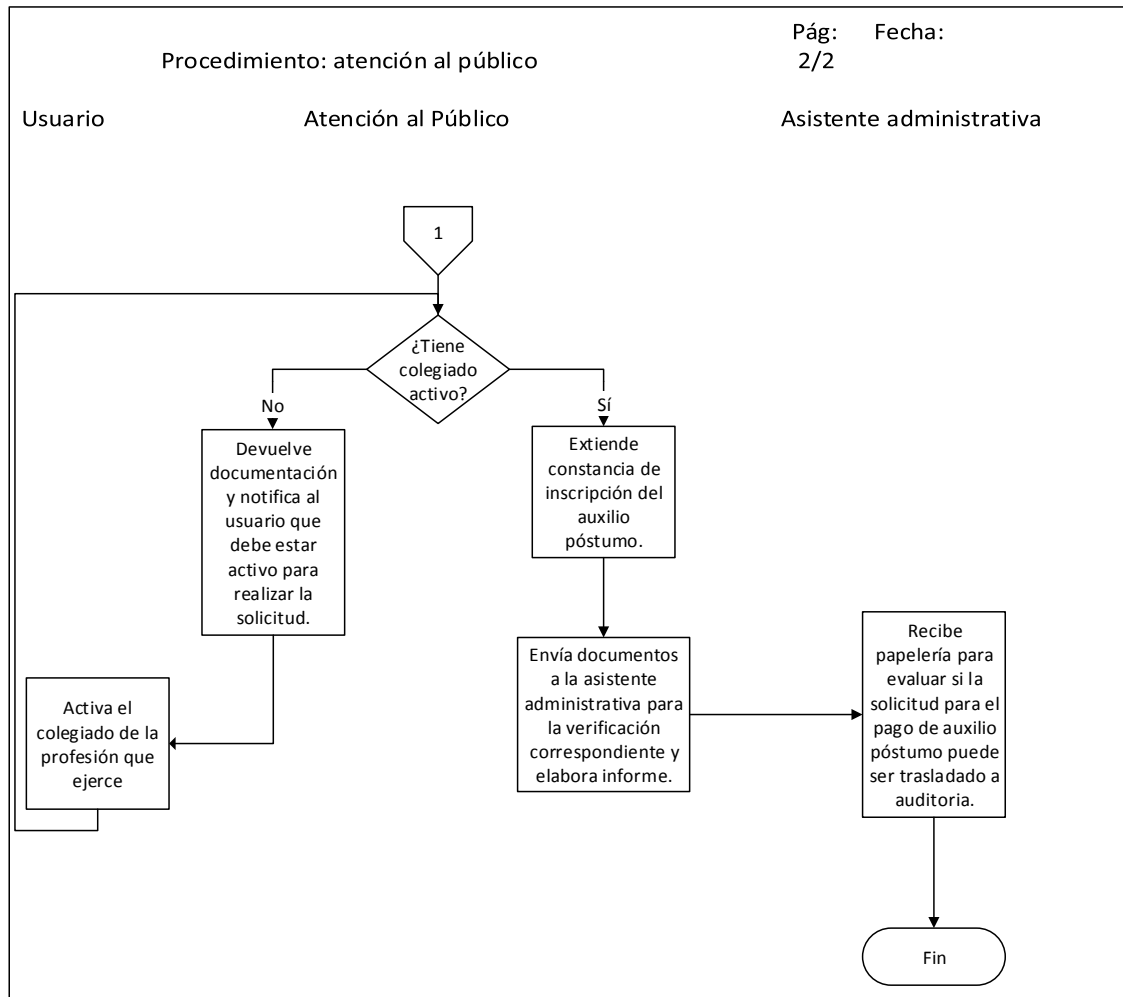 Pág: Fecha:
Procedimiento: atención al público 2/2
Usuario Atención al Público Asistente administrativa
1
¿Tiene
colegiado
activo?
No
Sí
Devuelve
documentación
y notifica al
usuario que
debe estar
activo para
realizar la
solicitud.
Extiende
constancia de
inscripción del
auxilio
póstumo.
Activa el
colegiado de la
profesión que
ejerce
Envía documentos
a la asistente
administrativa para
la verificación
correspondiente y
elabora informe.
Recibe
papelería para
evaluar si la
solicitud para el
pago de auxilio
póstumo puede
ser trasladado a
auditoria.
Fin